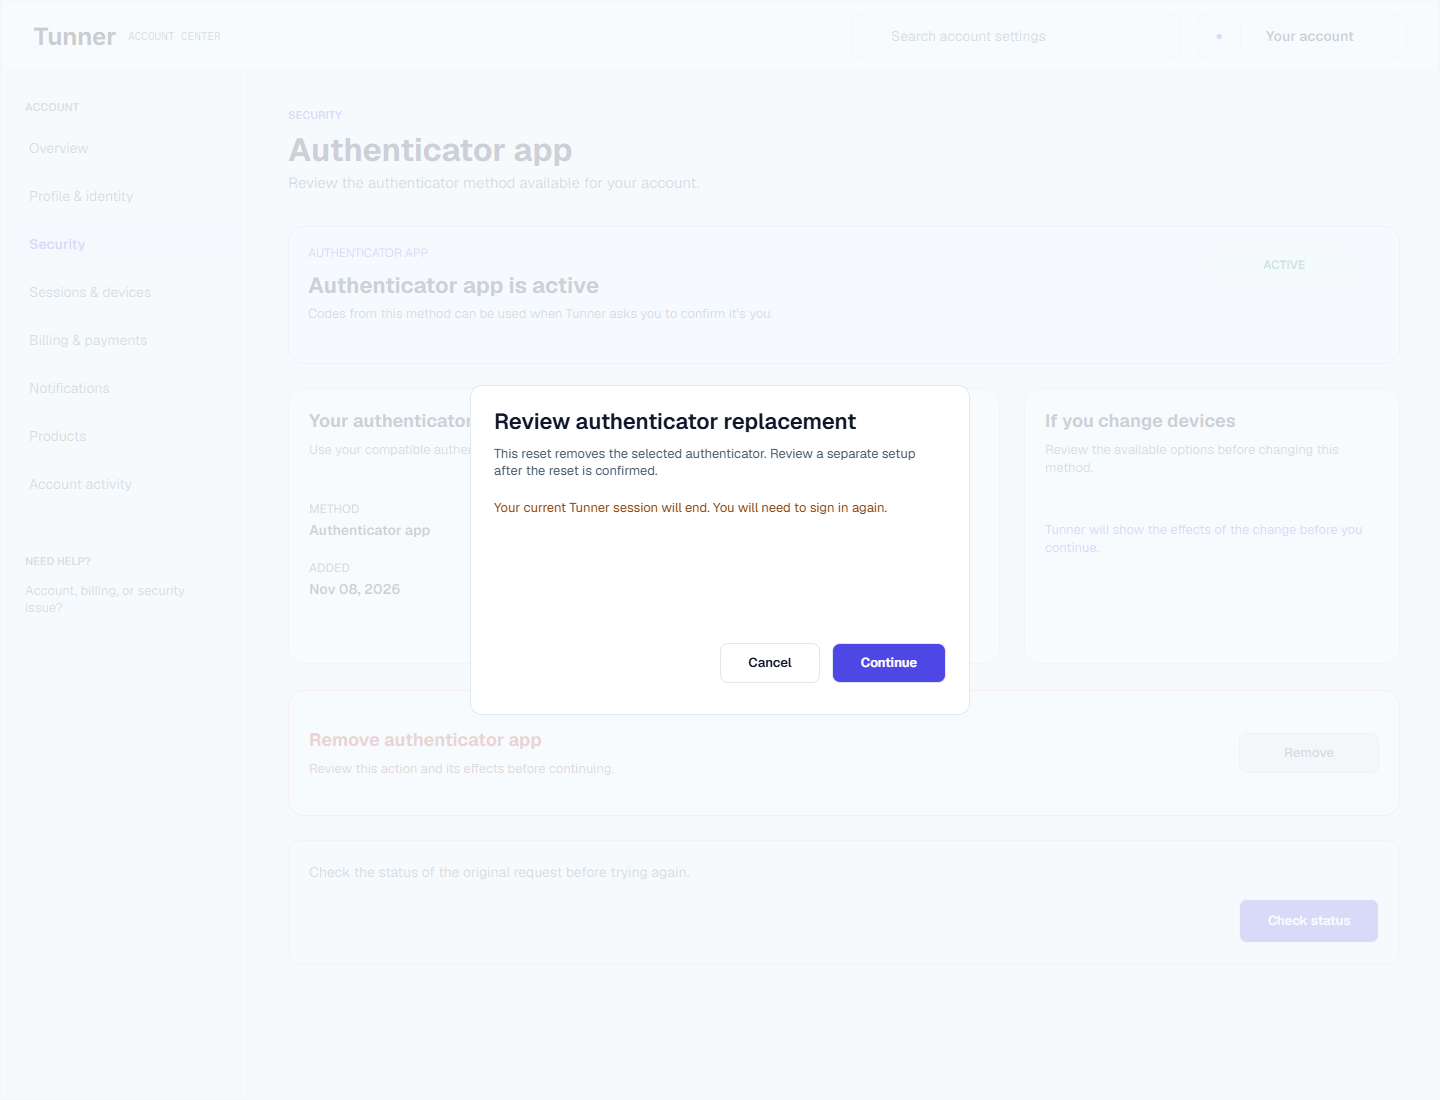 Tunner
ACCOUNT CENTER
Search account settings
Your account
ACCOUNT
Overview
Profile & identity
Security
Sessions & devices
Billing & payments
Notifications
Products
Account activity
NEED HELP?
Account, billing, or security
issue?
SECURITY
Authenticator app
Review the authenticator method available for your account.
AUTHENTICATOR APP
Authenticator app is active
Codes from this method can be used when Tunner asks you to confirm it's you.
ACTIVE
Your authenticator
Use your compatible
METHOD
Authenticator app
ADDED
Nov 08, 2026
Review authenticator replacement
This reset removes the selected authenticator. Review a separate setup
after the reset is confirmed.
Your current Tunner session will end. You will need to sign in again.
Cancel
Continue
If you change devices
Review the available options before changing this
method.
Tunner will show the effects of the change before you
continue.
Remove authenticator app
Review this action and its effects before continuing.
Remove
Check the status of the original request before trying again.
Check status